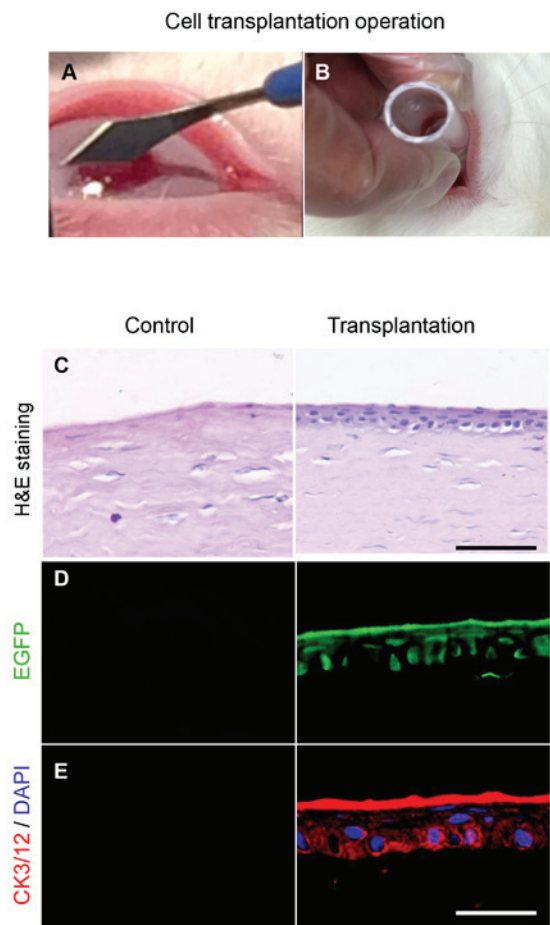 Cell transplantation operation
A
B
Control
Transplantation
C
H&E staining
D
EGFP
E
CK3/12 / DAPI